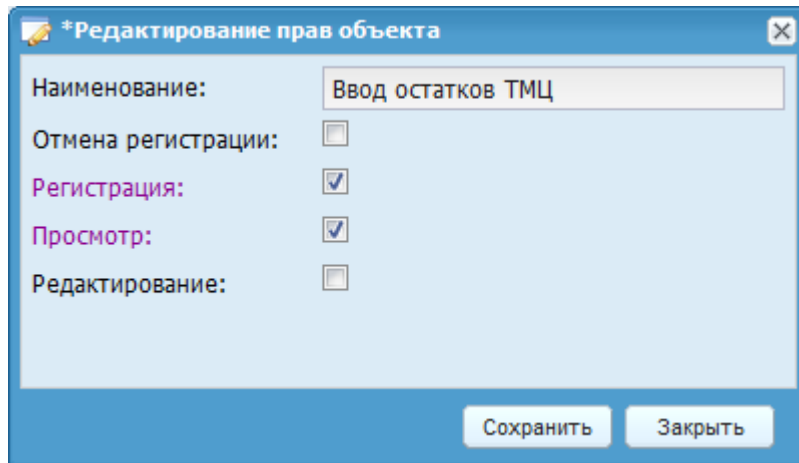 *Редактирование прав объекта
Наименование: Ввод остатков ТМЦ
Отмена регистрации:
Регистрация:
Просмотр:
Редактирование:
Сохранить Закрыть